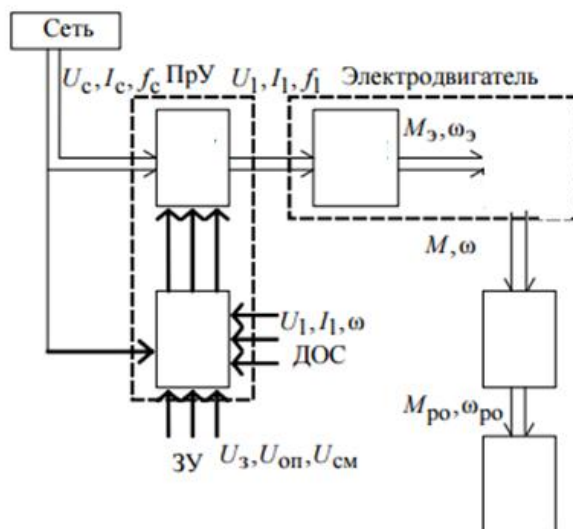 Сеть
Uс, Iс, fс ПрУ U1, I1, f1 Электродвигатель
Mэ, ωэ
M, ω
U1, I1, ω
ДОС
Mро, ωро
ЗУ Uз, Uоп, Uсм